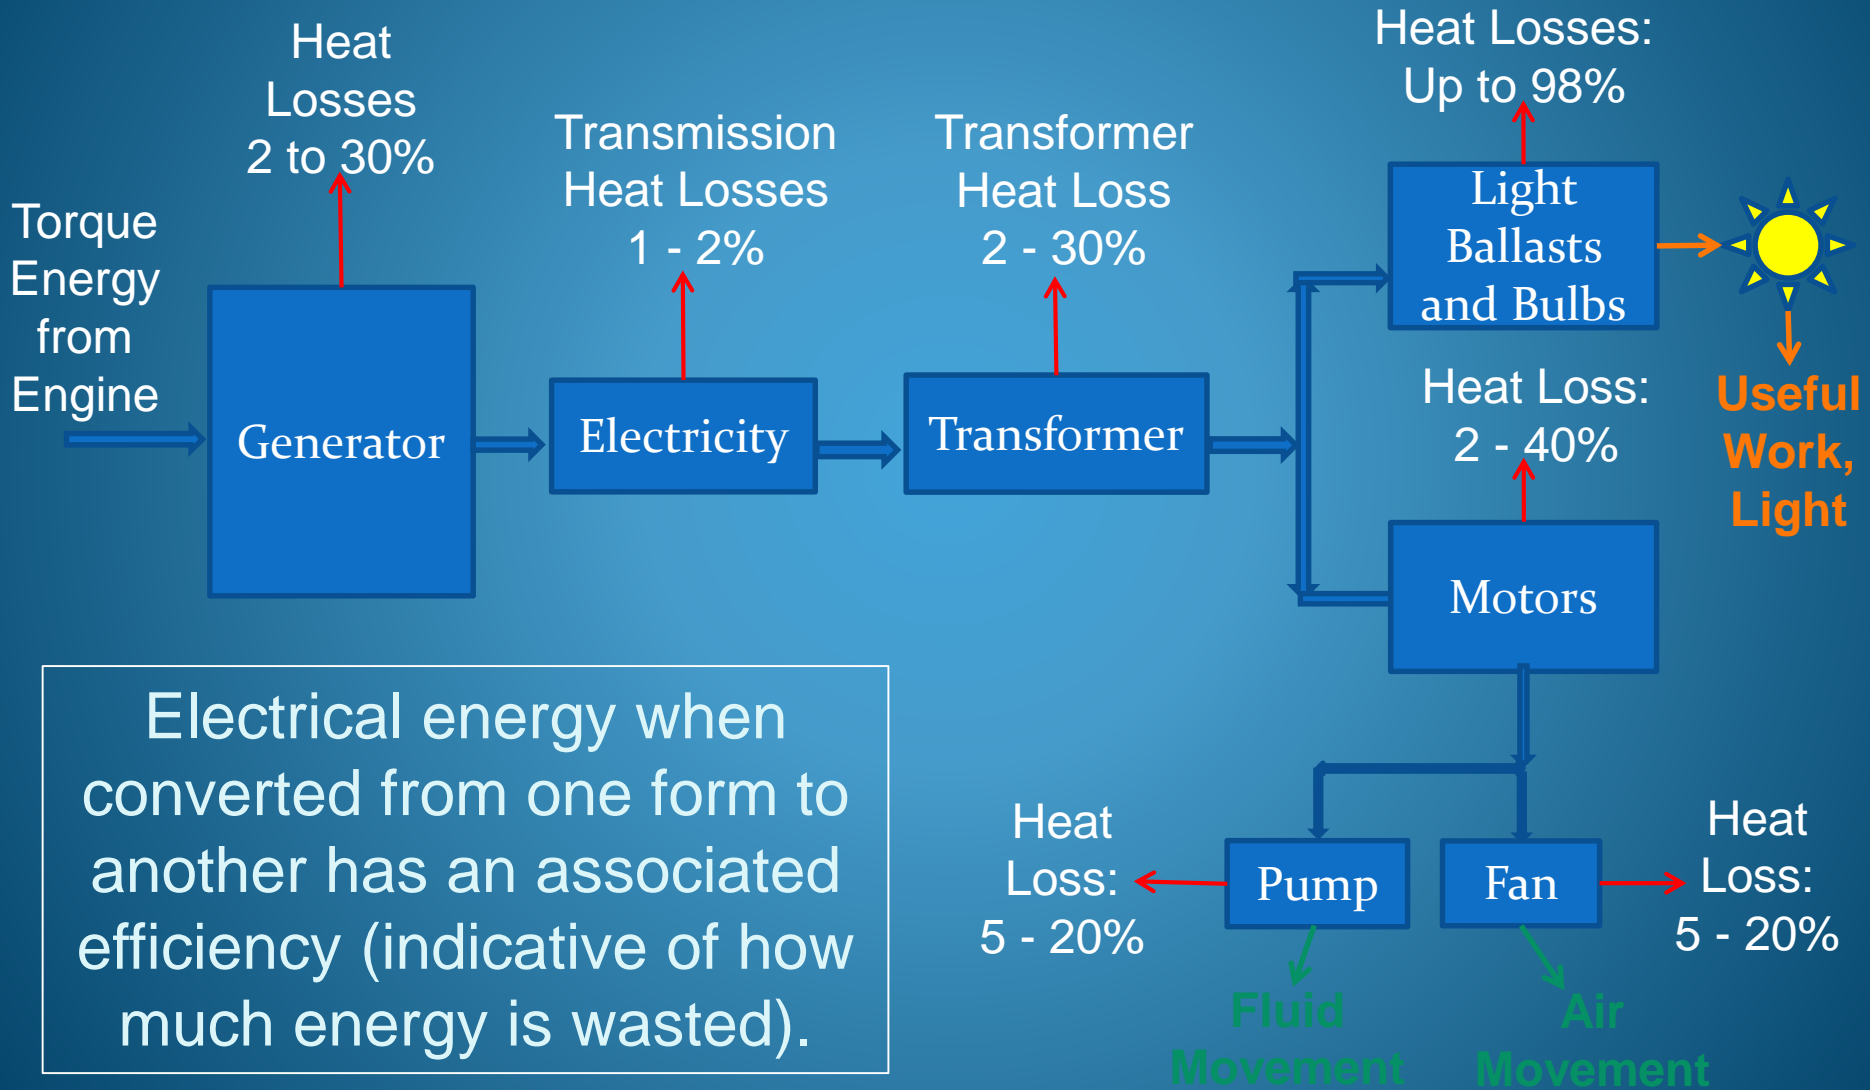 Heat
Losses
2 to 30%
Transmission
Heat Losses
1 - 2%
Transformer
Heat Loss
2 - 30%
Heat Losses:
Up to 98%
Torque
Energy
from
Engine
Generator
Electricity
Transformer
Light
Ballasts
and Bulbs
Useful
Work,
Light
Heat Loss:
2 - 40%
Motors
Electrical energy when
converted from one form to
another has an associated
efficiency (indicative of how
much energy is wasted).
Heat
Loss:
5 - 20%
Pump
Fan
Heat
Loss:
5 - 20%
Fluid
Movement
Air
Movement